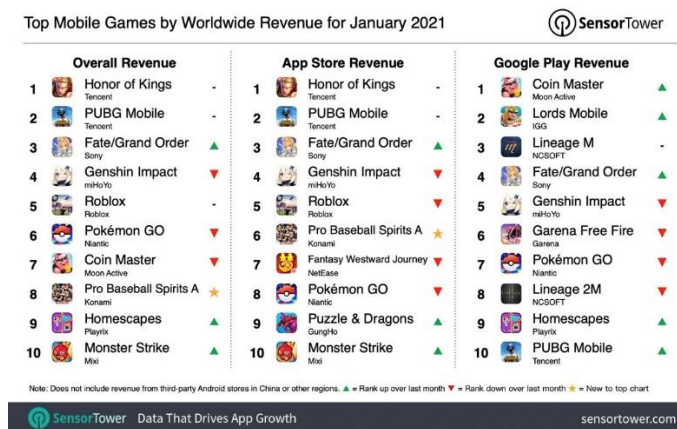 Top Mobile Games by Worldwide Revenue for January 2021
SensorTower
Overall Revenue
1 Honor of Kings -
Tencent
2 PUBG Mobile -
Tencent
3 Fate/Grand Order ▲
Sony
4 Genshin Impact ▼
miHoYo
5 Roblox -
Roblox
6 Pokémon GO ▼
Niantic
7 Coin Master ▼
Moon Active
8 Pro Baseball Spirits A ★
Konami
9 Homescapes ▲
Playrix
10 Monster Strike ▲
Mixi
App Store Revenue
1 Honor of Kings -
Tencent
2 PUBG Mobile -
Tencent
3 Fate/Grand Order ▲
Sony
4 Genshin Impact ▼
miHoYo
5 Roblox ▼
Roblox
6 Pro Baseball Spirits A ★
Konami
7 Fantasy Westward Journey ▼
NetEase
8 Pokémon GO ▼
Niantic
9 Puzzle & Dragons ▲
GungHo
10 Monster Strike ▲
Mixi
Google Play Revenue
1 Coin Master ▲
Moon Active
2 Lords Mobile ▲
IGG
3 Lineage M -
NCSOFT
4 Fate/Grand Order ▲
Sony
5 Genshin Impact ▼
miHoYo
6 Garena Free Fire ▼
Garena
7 Pokémon GO ▼
Niantic
8 Lineage 2M ▼
NCSOFT
9 Homescapes ▲
Playrix
10 PUBG Mobile ▲
Tencent
Note: Does not include revenue from third-party Android stores in China or other regions. ▲ = Rank up over last month ▼ = Rank down over last month ★ = New to top chart
SensorTower Data That Drives App Growth
sensortower.com